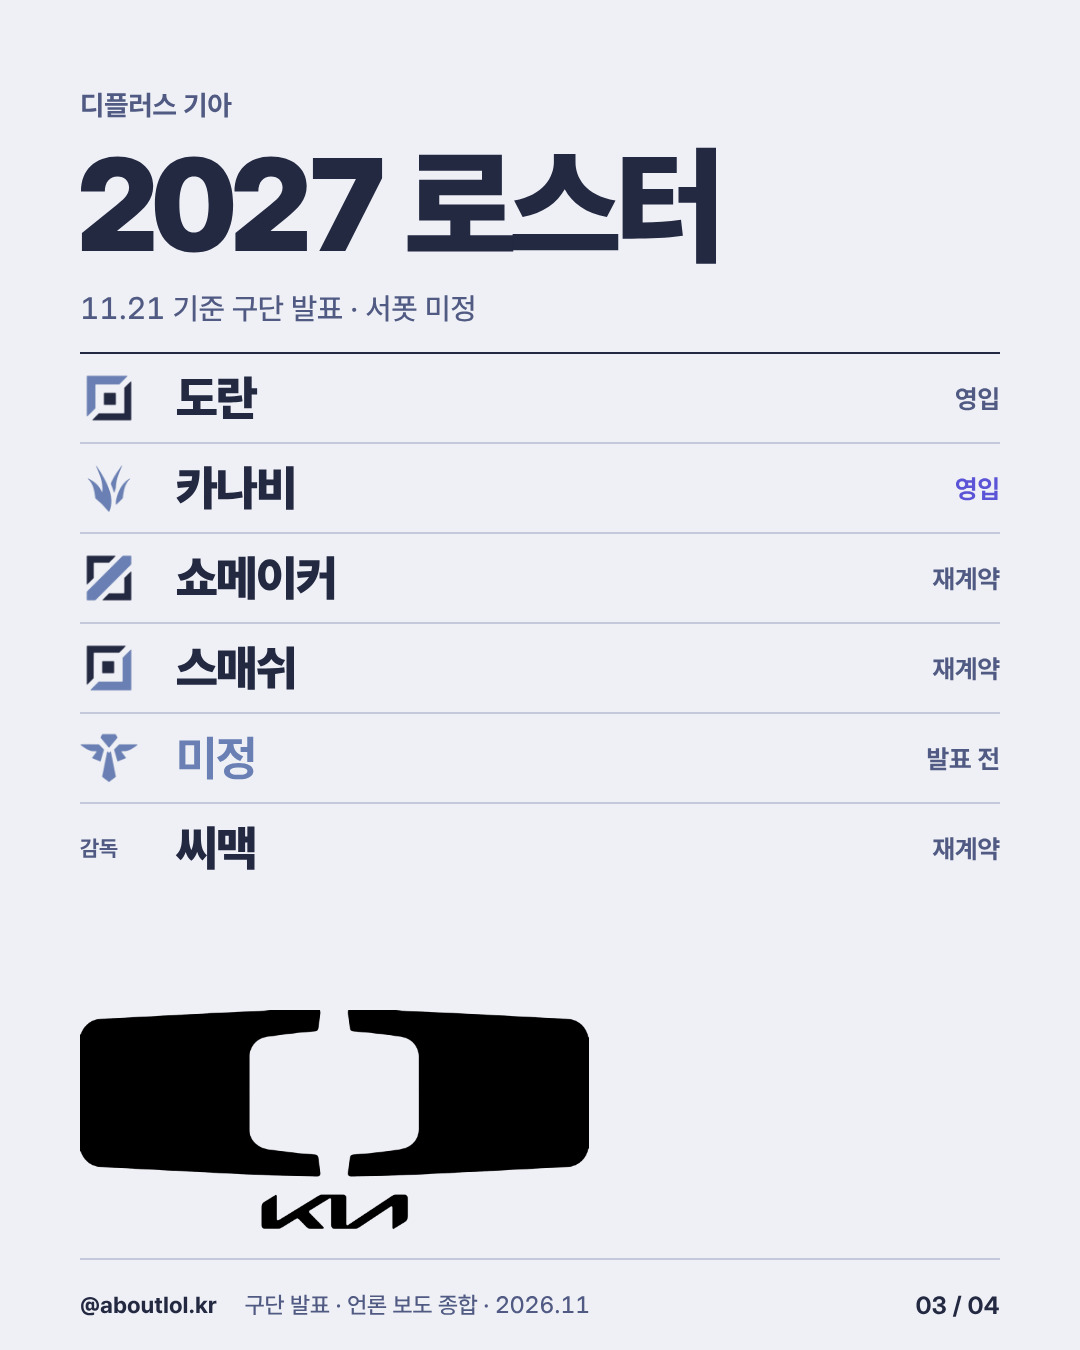 디플러스 기아
2027 로스터
11.21 기준 구단 발표 · 서폿 미정
도란 영입
카나비 영입
쇼메이커 재계약
스매쉬 재계약
미정 발표 전
감독 씨맥 재계약
KIA
@aboutlol.kr 구단 발표 · 언론 보도 종합 · 2026.11 03 / 04